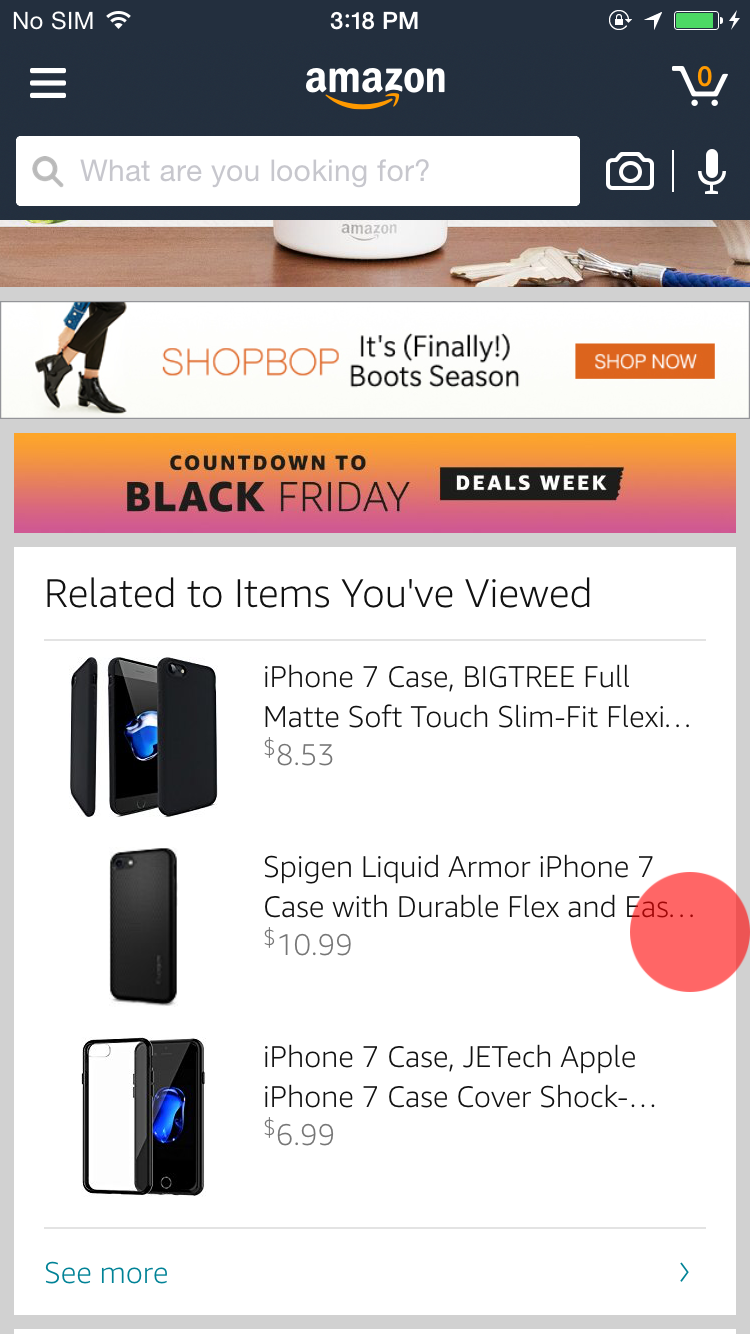 No SIM 3:18 PM
amazon 0
What are you looking for?
amazon
SHOPBOP It's (Finally!) Boots Season SHOP NOW
COUNTDOWN TO
BLACK FRIDAY DEALS WEEK
Related to Items You've Viewed
iPhone 7 Case, BIGTREE Full
Matte Soft Touch Slim-Fit Flexi...
$8.53
Spigen Liquid Armor iPhone 7
Case with Durable Flex and Eas...
$10.99
iPhone 7 Case, JETech Apple
iPhone 7 Case Cover Shock-...
$6.99
See more